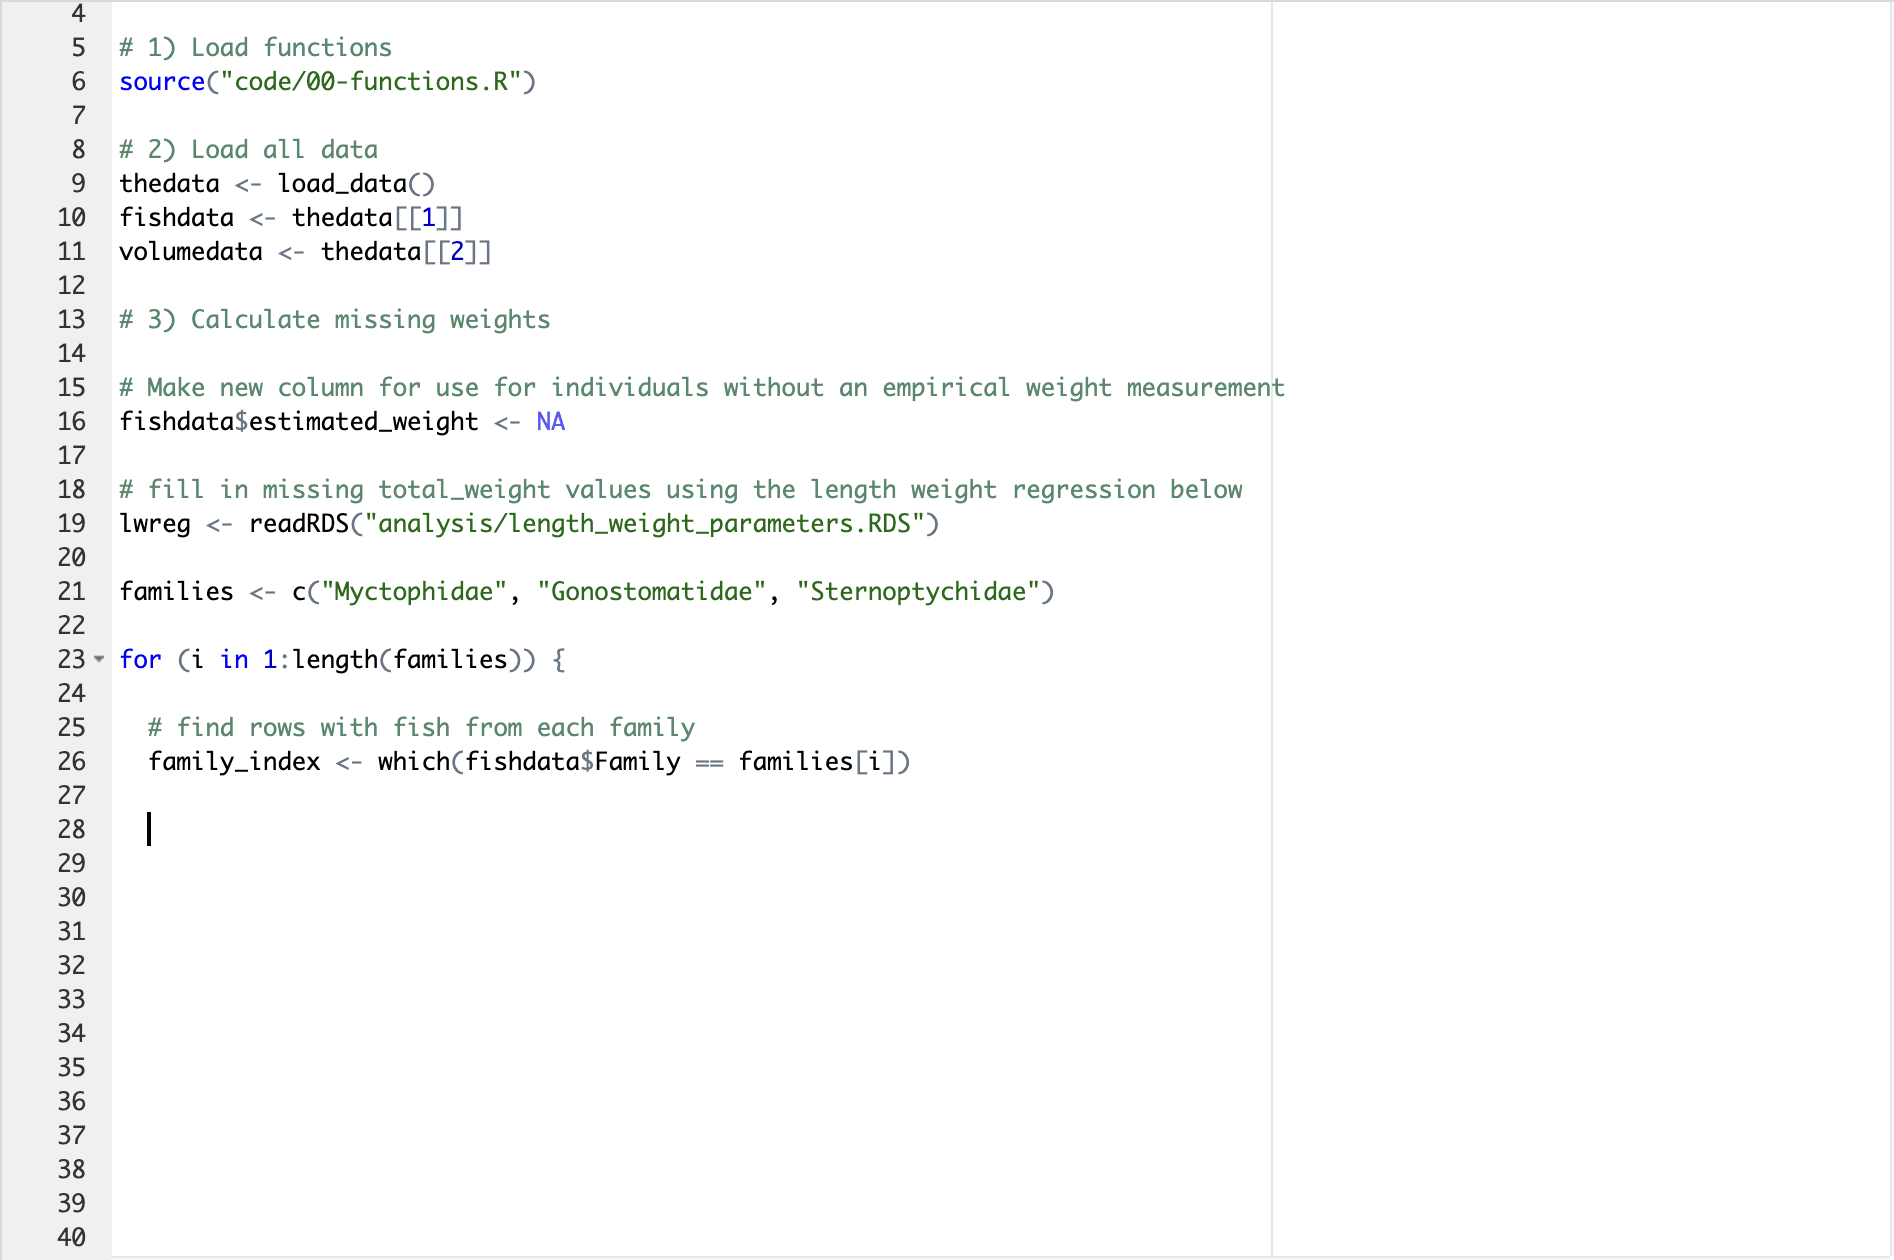 4
5 # 1) Load functions
6 source("code/00-functions.R")
7
8 # 2) Load all data
9 thedata <- load_data()
10 fishdata <- thedata[[1]]
11 volumedata <- thedata[[2]]
12
13 # 3) Calculate missing weights
14
15 # Make new column for use for individuals without an empirical weight measurement
16 fishdata$estimated_weight <- NA
17
18 # fill in missing total_weight values using the length weight regression below
19 lwreg <- readRDS("analysis/length_weight_parameters.RDS")
20
21 families <- c("Myctophidae", "Gonostomatidae", "Sternoptychidae")
22
23 for (i in 1:length(families)) {
24
25   # find rows with fish from each family
26   family_index <- which(fishdata$Family == families[i])
27
28
29
30
31
32
33
34
35
36
37
38
39
40